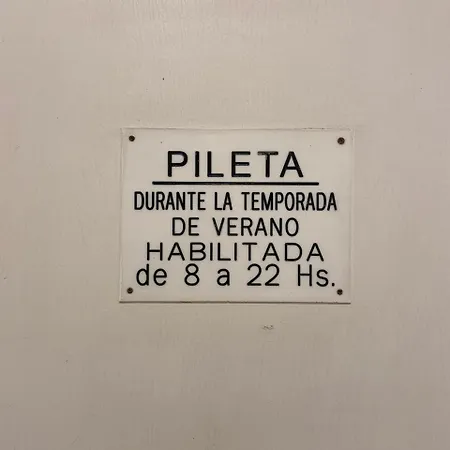 PILETA
DURANTE LA TEMPORADA
DE VERANO
HABILITADA
de 8 a 22 Hs.